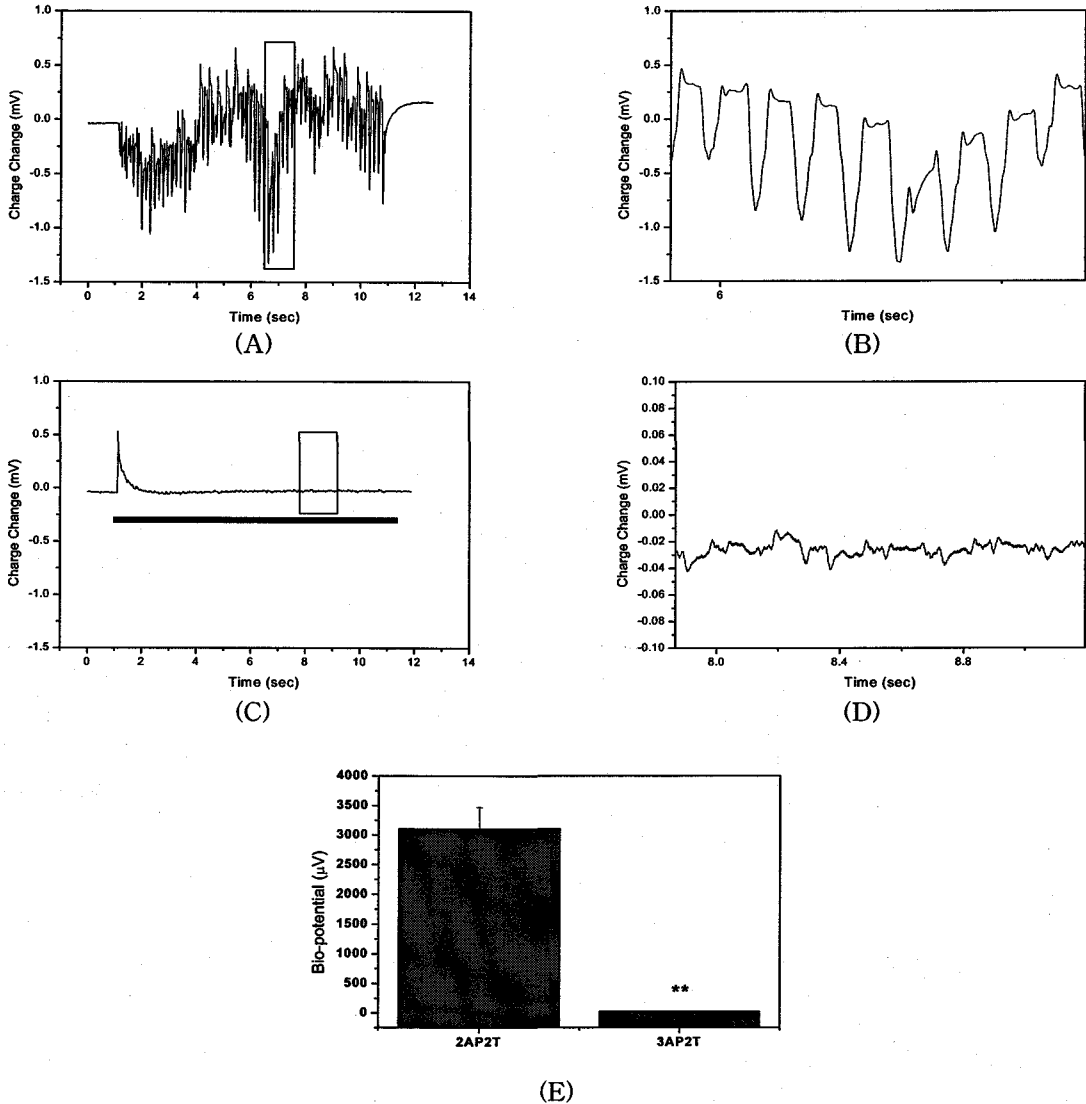 1.0
0.5
0.0
-0.5
-1.0
-1.5
Charge Change (mV)
0 2 4 6 8 10 12 14
Time (sec)
(A)
1.0
0.5
0.0
-0.5
-1.0
-1.5
Charge Change (mV)
6
Time (sec)
(B)
1.0
0.5
0.0
-0.5
-1.0
-1.5
Charge Change (mV)
0 2 4 6 8 10 12 14
Time (sec)
(C)
0.10
0.08
0.06
0.04
0.02
0.00
-0.02
-0.04
-0.06
-0.08
-0.10
Charge Change (mV)
8.0 8.4 8.8
Time (sec)
(D)
4000
3500
3000
2500
2000
1500
1000
500
0
Bio-potential (μV)
**
2AP2T 3AP2T
(E)